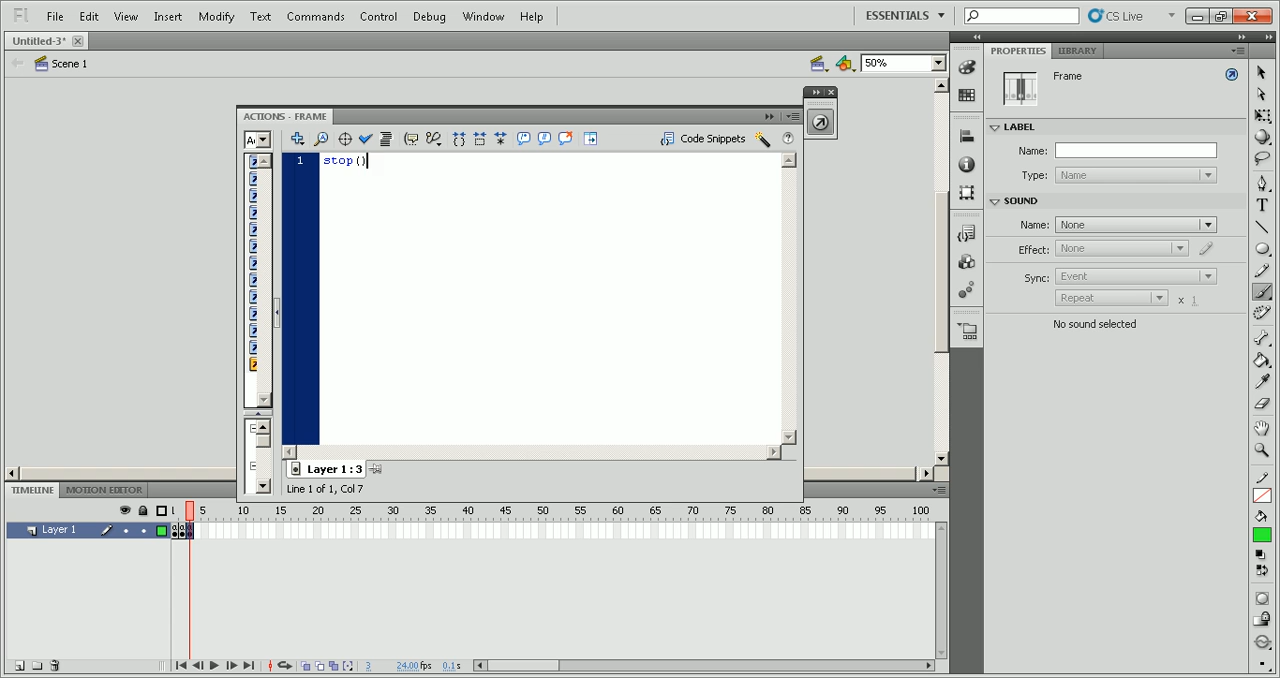 Fl File Edit View Insert Modify Text Commands Control Debug Window Help ESSENTIALS CS Live
Untitled-3*
Scene 1 50%
ACTIONS - FRAME
Code Snippets
1 stop()
Layer 1 : 3
Line 1 of 1, Col 7
PROPERTIES LIBRARY
Frame
LABEL
Name:
Type: Name
SOUND
Name: None
Effect: None
Sync: Event
Repeat x 1
No sound selected
TIMELINE MOTION EDITOR
1 5 10 15 20 25 30 35 40 45 50 55 60 65 70 75 80 85 90 95 100
Layer 1
3 24.00 fps 0.1 s